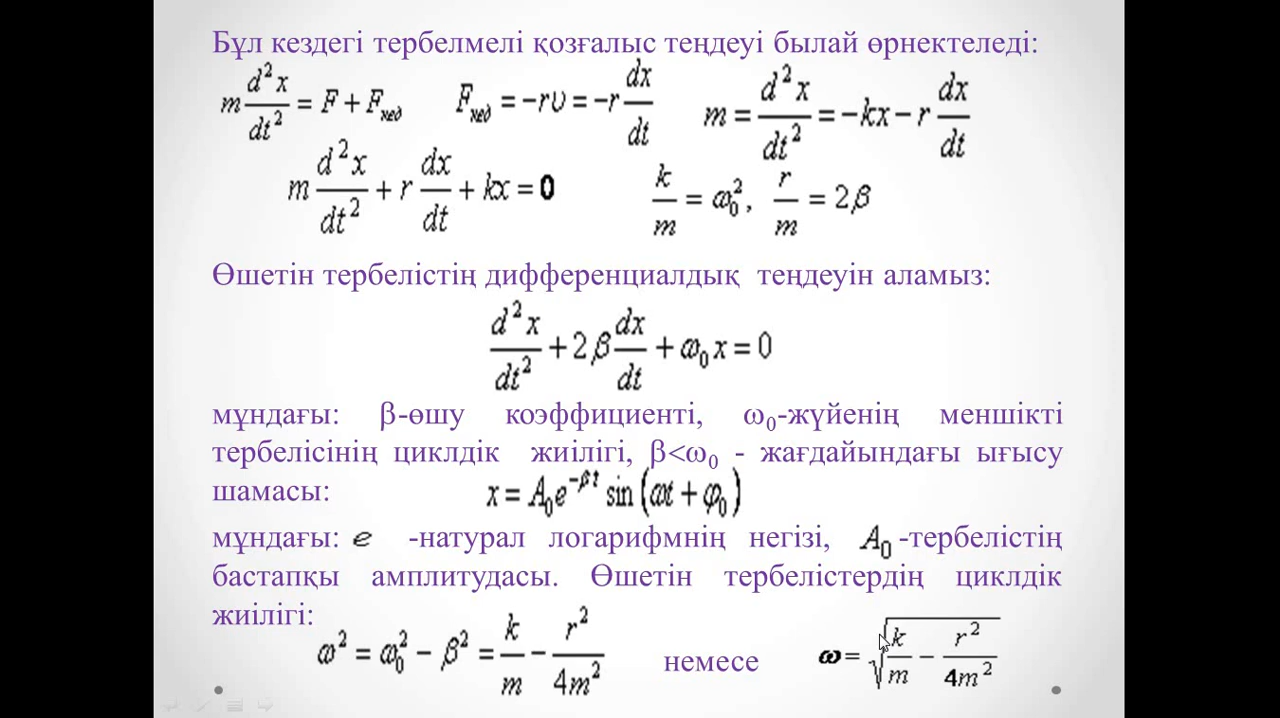 Бұл кездегі тербелмелі қозғалыс теңдеуі былай өрнектеледі:
m d²x/dt² = F + Fкед    Fкед = −rυ = −r dx/dt    m = d²x/dt² = −kx − r dx/dt
m d²x/dt² + r dx/dt + kx = 0    k/m = ω₀², r/m = 2β
Өшетін тербелістің дифференциалдық теңдеуін аламыз:
d²x/dt² + 2β dx/dt + ω₀ x = 0
мұндағы: β-өшу коэффициенті, ω₀-жүйенің меншікті
тербелісінің циклдік жиілігі, β<ω₀ - жағдайындағы ығысу
шамасы: x = A₀e^(−βt) sin (ωt + φ₀)
мұндағы: e -натурал логарифмнің негізі, A₀ -тербелістің
бастапқы амплитудасы. Өшетін тербелістердің циклдік
жиілігі:
ω² = ω₀² − β² = k/m − r²/4m² немесе ω = √(k/m − r²/4m²)